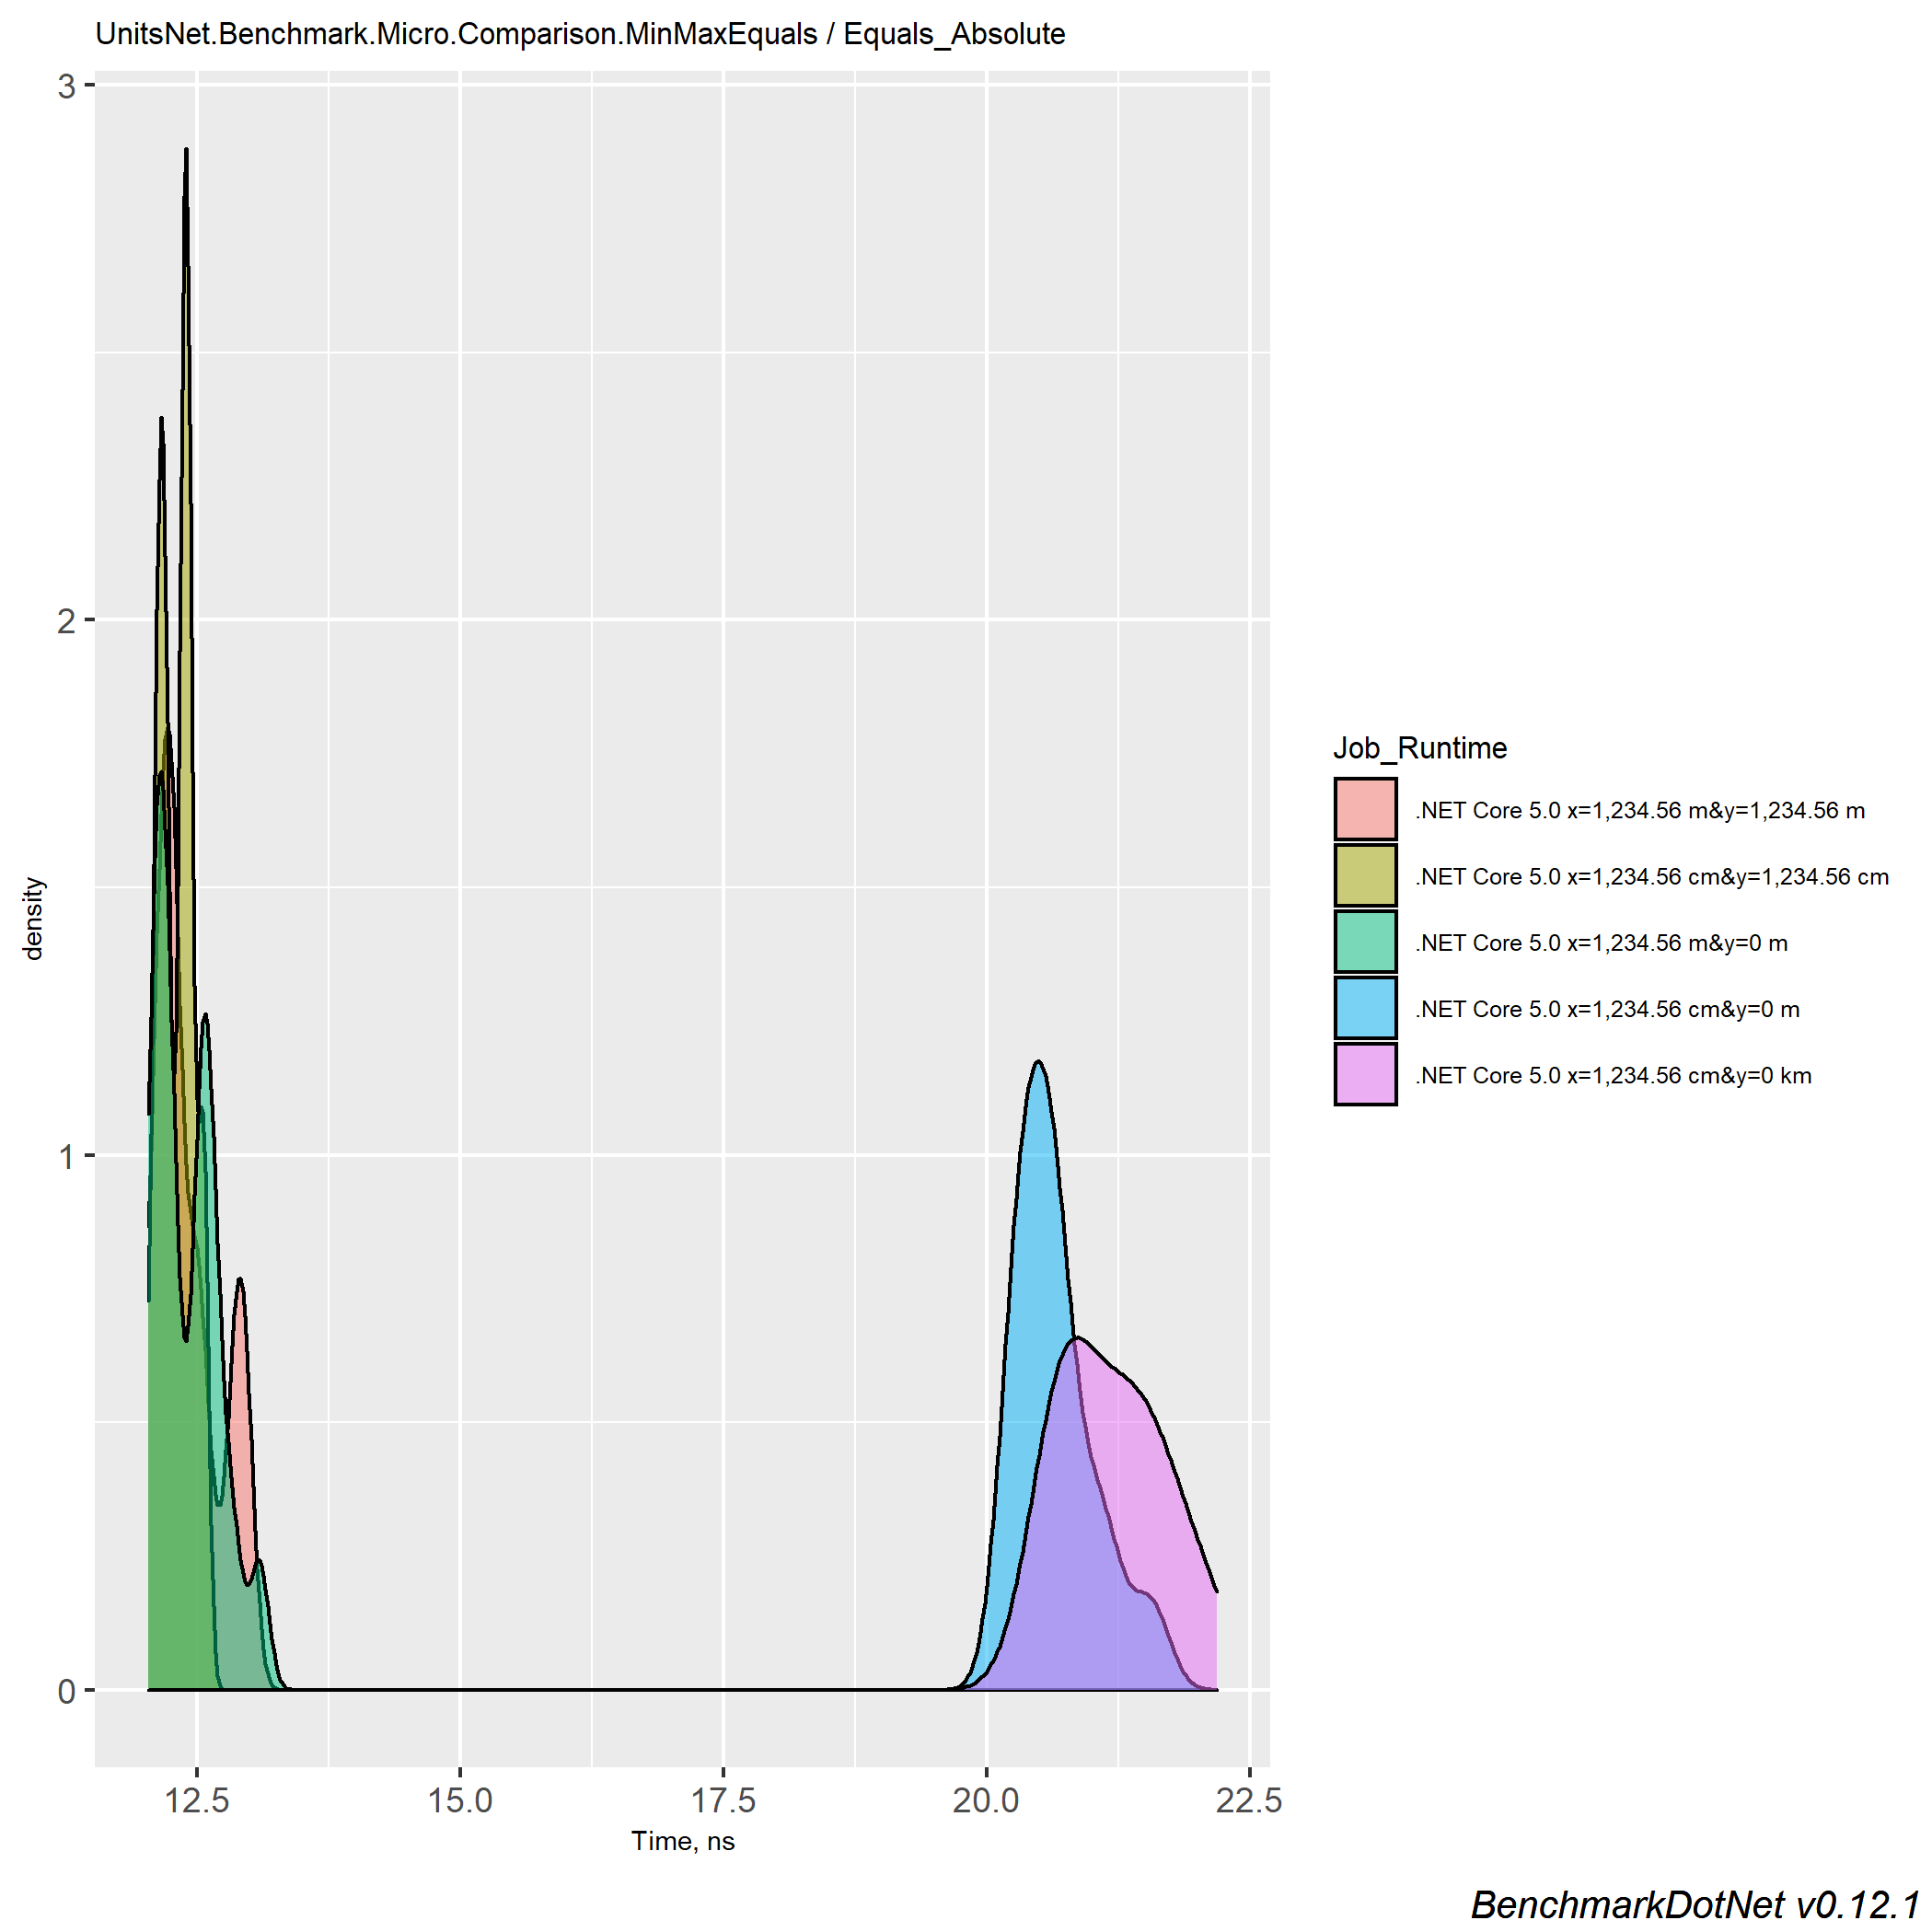 UnitsNet.Benchmark.Micro.Comparison.MinMaxEquals / Equals_Absolute
3
2
1
0
density
12.5 15.0 17.5 20.0 22.5
Time, ns
Job_Runtime
.NET Core 5.0 x=1,234.56 m&y=1,234.56 m
.NET Core 5.0 x=1,234.56 cm&y=1,234.56 cm
.NET Core 5.0 x=1,234.56 m&y=0 m
.NET Core 5.0 x=1,234.56 cm&y=0 m
.NET Core 5.0 x=1,234.56 cm&y=0 km
BenchmarkDotNet v0.12.1